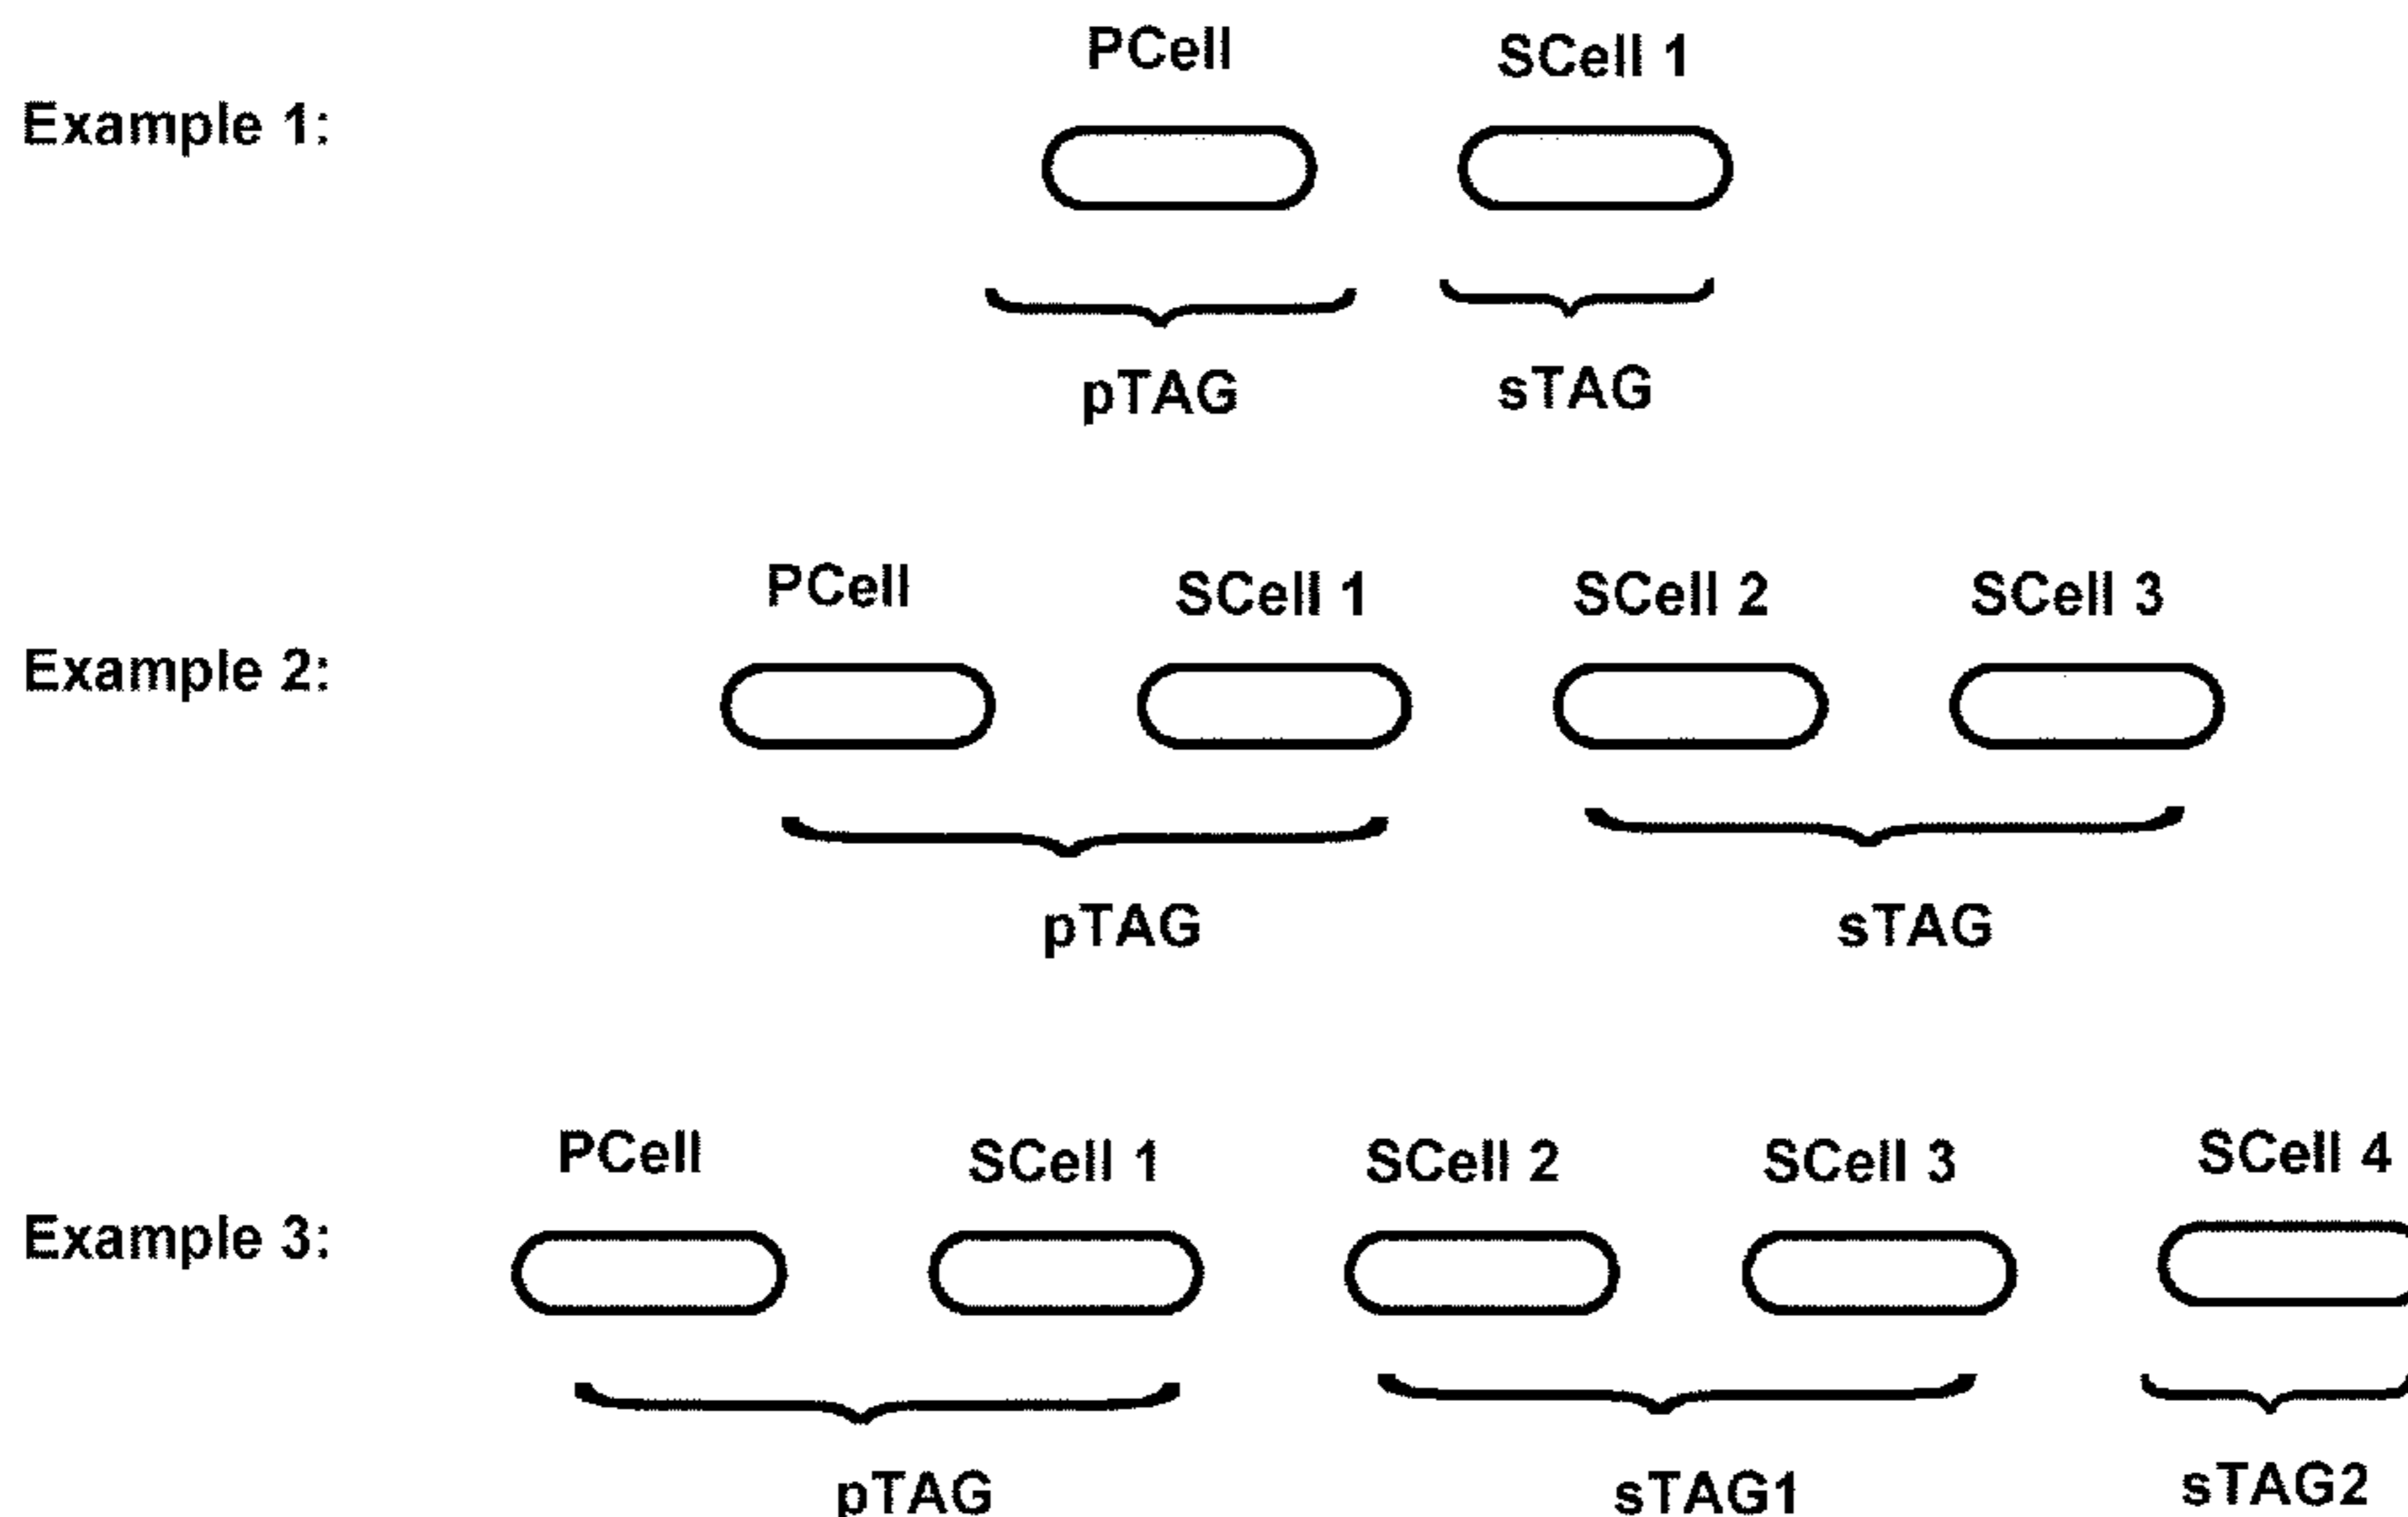 PCell SCell 1
Example 1:
pTAG sTAG
PCell SCell 1 SCell 2 SCell 3
Example 2:
pTAG sTAG
PCell SCell 1 SCell 2 SCell 3 SCell 4
Example 3:
pTAG sTAG1 sTAG2